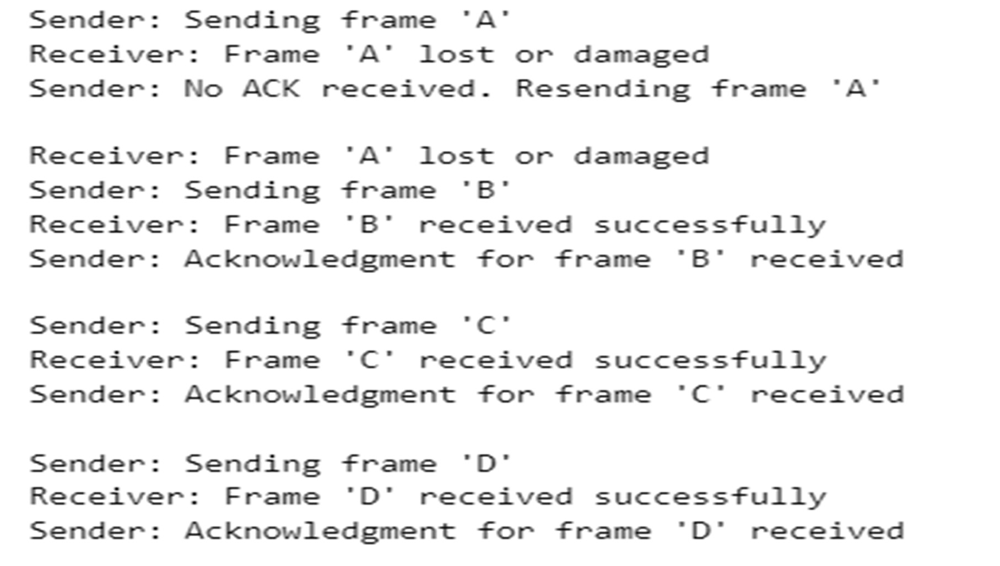 Sender: Sending frame 'A'
Receiver: Frame 'A' lost or damaged
Sender: No ACK received. Resending frame 'A'
Receiver: Frame 'A' lost or damaged
Sender: Sending frame 'B'
Receiver: Frame 'B' received successfully
Sender: Acknowledgment for frame 'B' received
Sender: Sending frame 'C'
Receiver: Frame 'C' received successfully
Sender: Acknowledgment for frame 'C' received
Sender: Sending frame 'D'
Receiver: Frame 'D' received successfully
Sender: Acknowledgment for frame 'D' received